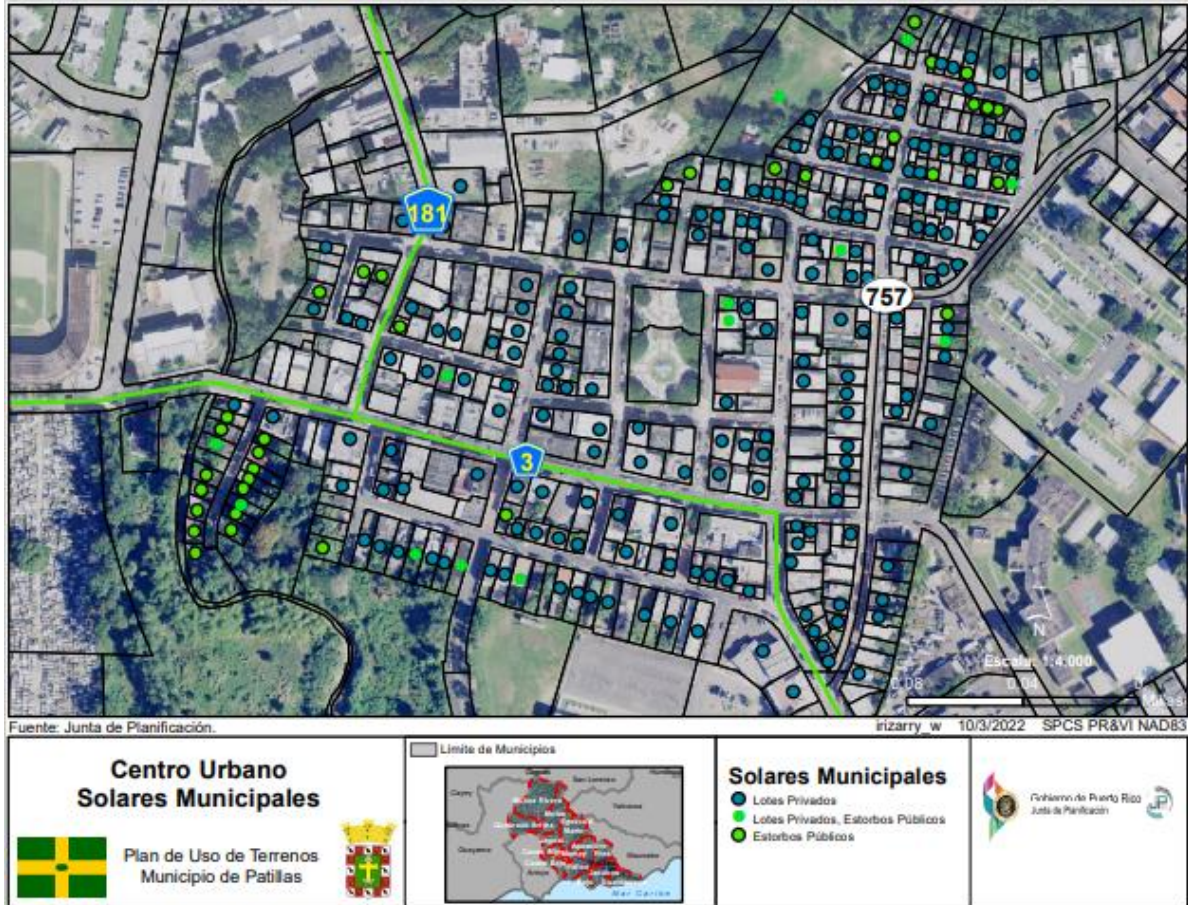 181
757
3
N
Escala: 1:4,000
0.08 0.04 0
Fuente: Junta de Planificación.
irizarry_w 10/3/2022 SPCS PR&VI NAD83
Centro Urbano
Solares Municipales
Plan de Uso de Terrenos
Municipio de Patillas
Límite de Municipios
San Lorenzo
Cayey
Yabucoa
Guayama
Maunabo
Arroyo
Mar Caribe
Solares Municipales
Lotes Privados
Lotes Privados, Estorbos Públicos
Estorbos Públicos
Gobierno de Puerto Rico
Junta de Planificación